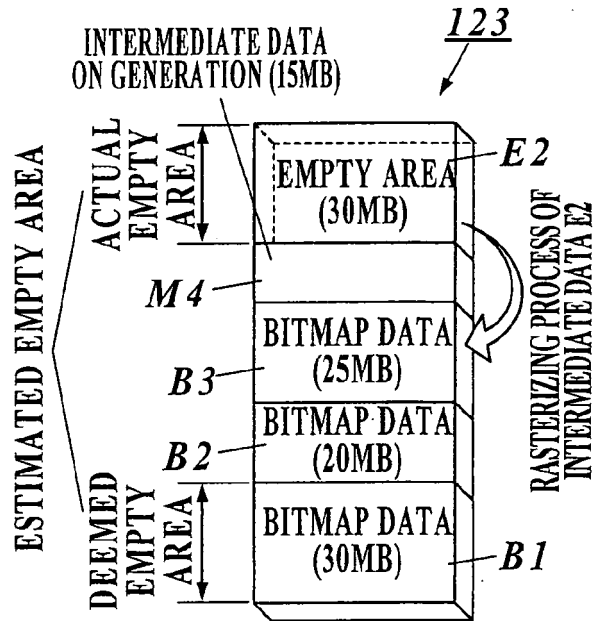 123
INTERMEDIATE DATA
ON GENERATION (15MB)
ESTIMATED EMPTY AREA
ACTUAL
EMPTY
AREA
EMPTY AREA
(30MB)
E2
M4
RASTERIZING PROCESS OF
INTERMEDIATE DATA E2
BITMAP DATA
(25MB)
B3
BITMAP DATA
(20MB)
B2
DEEMED
EMPTY
AREA
BITMAP DATA
(30MB)
B1